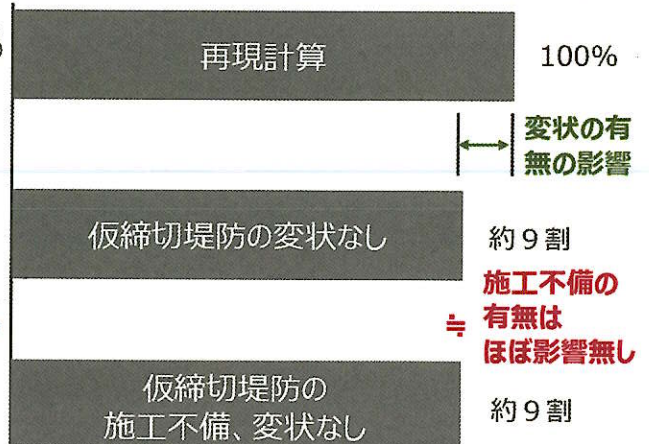 再現計算
100%
変状の有
無の影響
仮締切堤防の変状なし
約９割
施工不備の
≒ 有無は
ほぼ影響無し
仮締切堤防の
施工不備、変状なし
約９割